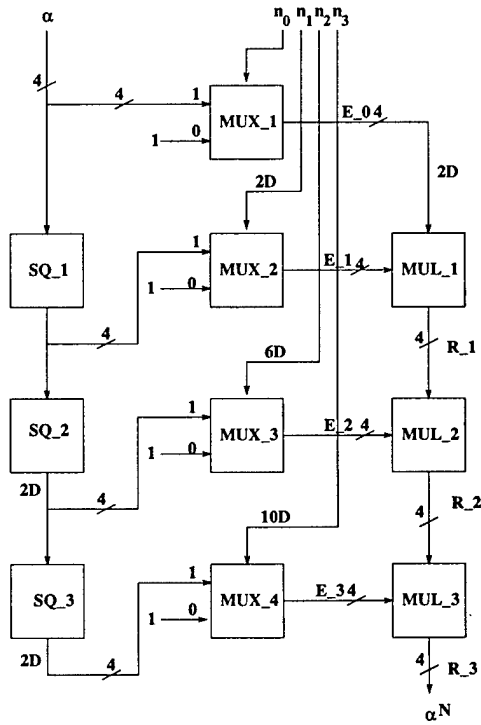 α
n0 n1 n2 n3
4
4
1
1
0
MUX_1
E_0 4
2D
2D
SQ_1
1
1
0
MUX_2
E_1 4
MUL_1
4
4
R_1
6D
SQ_2
1
1
0
MUX_3
E_2 4
MUL_2
2D
4
10D
4
R_2
SQ_3
1
1
0
MUX_4
E_3 4
MUL_3
2D
4
4
R_3
α^N